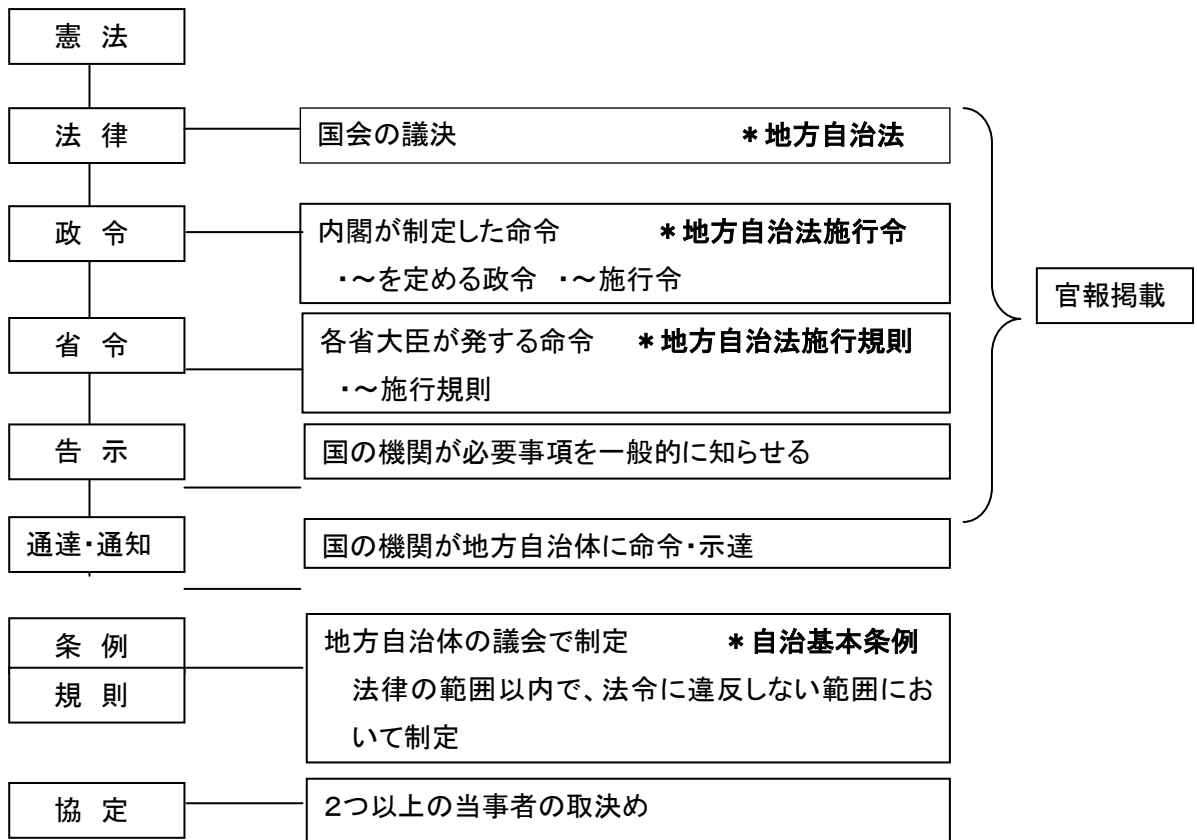 憲 法
法 律
国会の議決 *地方自治法
政 令
内閣が制定した命令 *地方自治法施行令
・～を定める政令 ・～施行令
官報掲載
省 令
各省大臣が発する命令 *地方自治法施行規則
・～施行規則
告 示
国の機関が必要事項を一般的に知らせる
通達・通知
国の機関が地方自治体に命令・示達
条 例
規 則
地方自治体の議会で制定 *自治基本条例
法律の範囲以内で、法令に違反しない範囲にお
いて制定
協 定
2つ以上の当事者の取決め